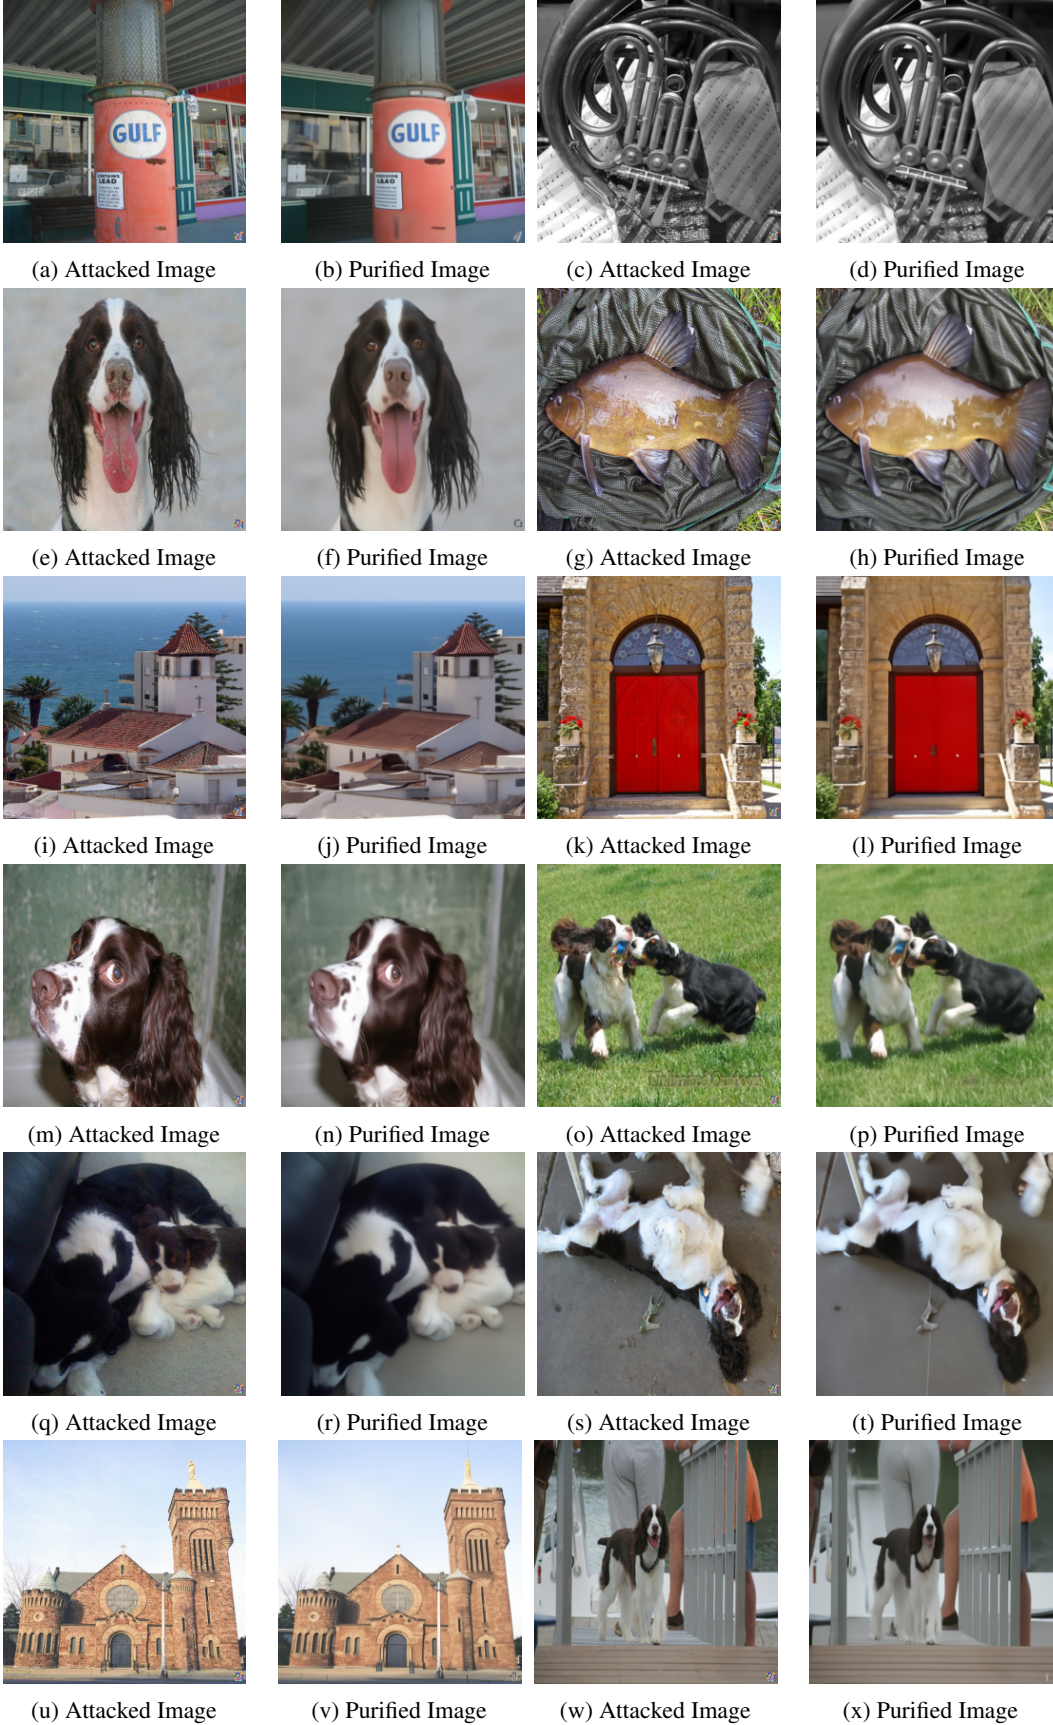 GULF
LEAD
GULF
LEAD
(a) Attacked Image
(b) Purified Image
(c) Attacked Image
(d) Purified Image
(e) Attacked Image
(f) Purified Image
(g) Attacked Image
(h) Purified Image
(i) Attacked Image
(j) Purified Image
(k) Attacked Image
(l) Purified Image
(m) Attacked Image
(n) Purified Image
(o) Attacked Image
(p) Purified Image
(q) Attacked Image
(r) Purified Image
(s) Attacked Image
(t) Purified Image
(u) Attacked Image
(v) Purified Image
(w) Attacked Image
(x) Purified Image